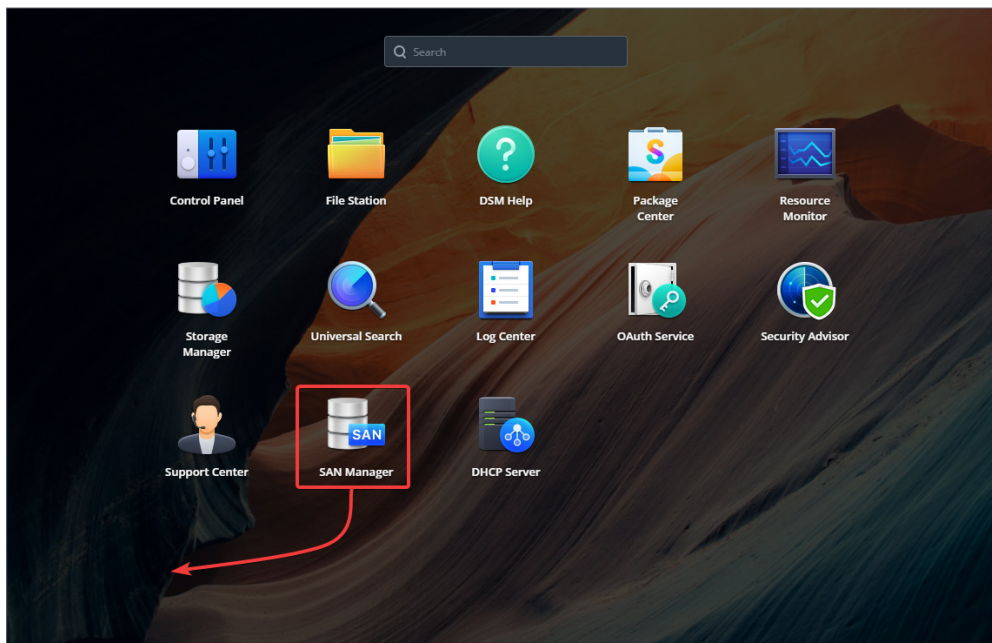 Search
Control Panel
File Station
DSM Help
Package
Center
Resource
Monitor
Storage
Manager
Universal Search
Log Center
OAuth Service
Security Advisor
Support Center
SAN
SAN Manager
DHCP Server